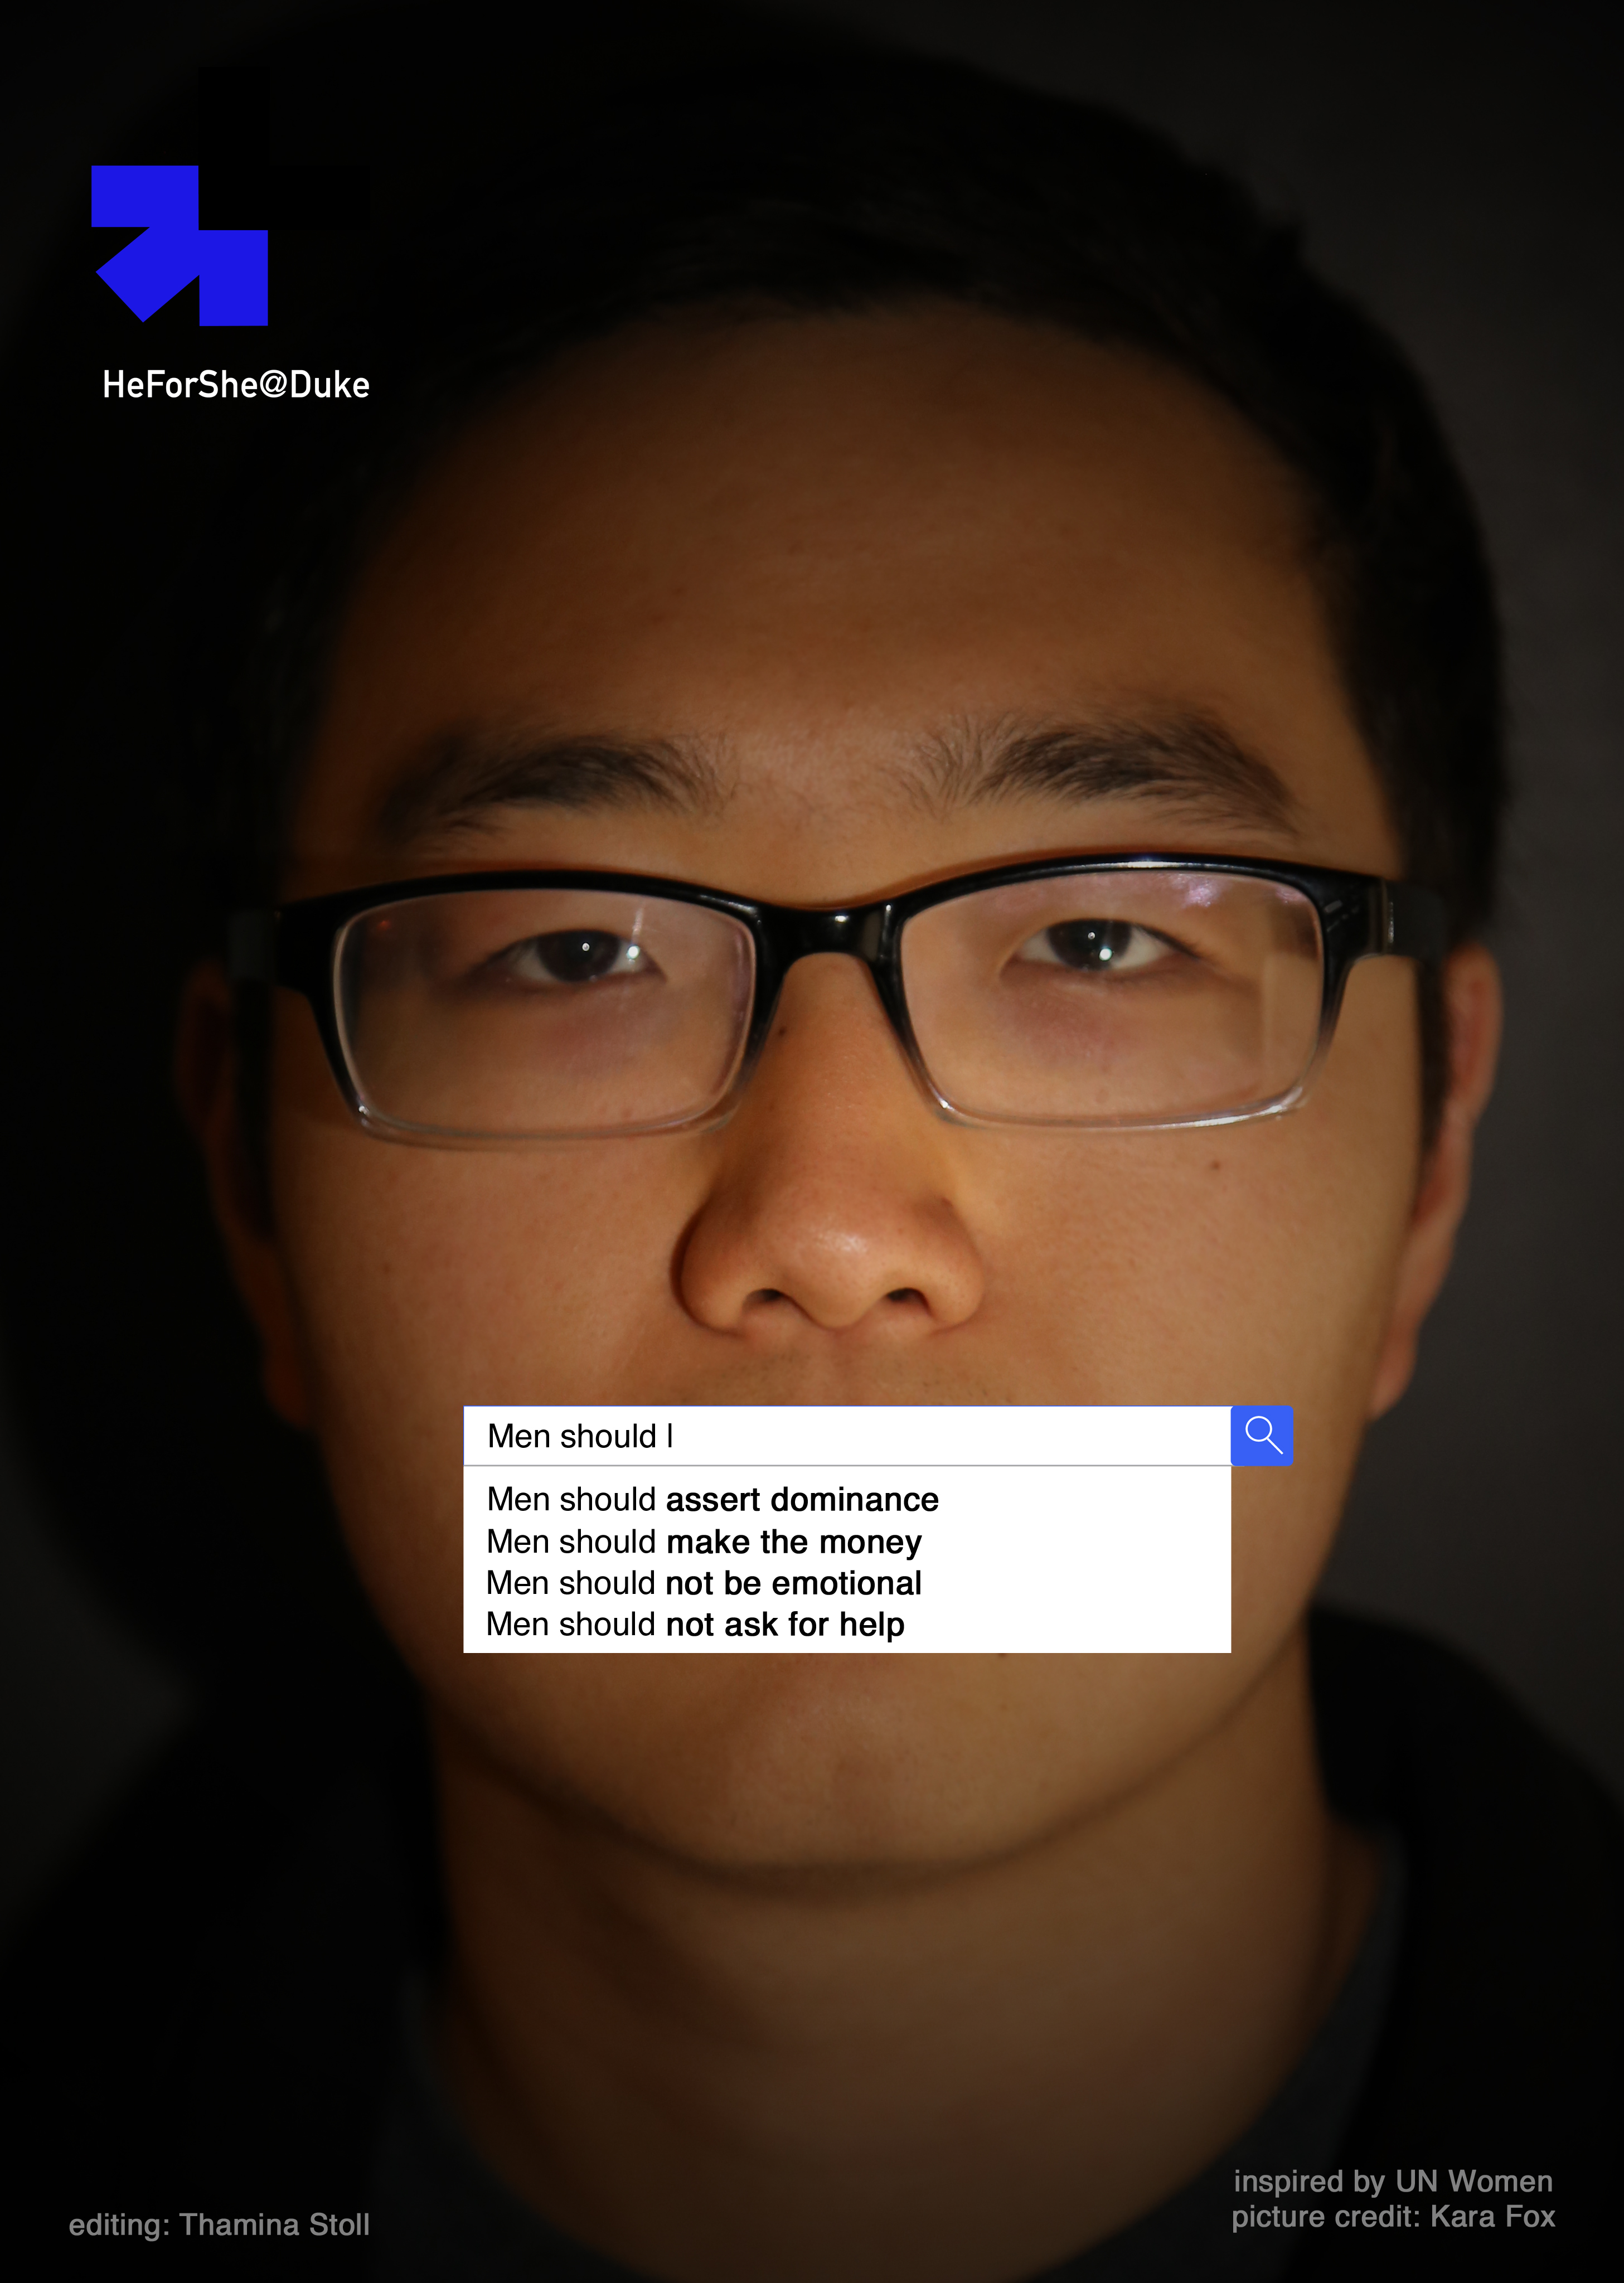 HeForShe@Duke
Men should |
Men should assert dominance
Men should make the money
Men should not be emotional
Men should not ask for help
inspired by UN Women
editing: Thamina Stoll
picture credit: Kara Fox